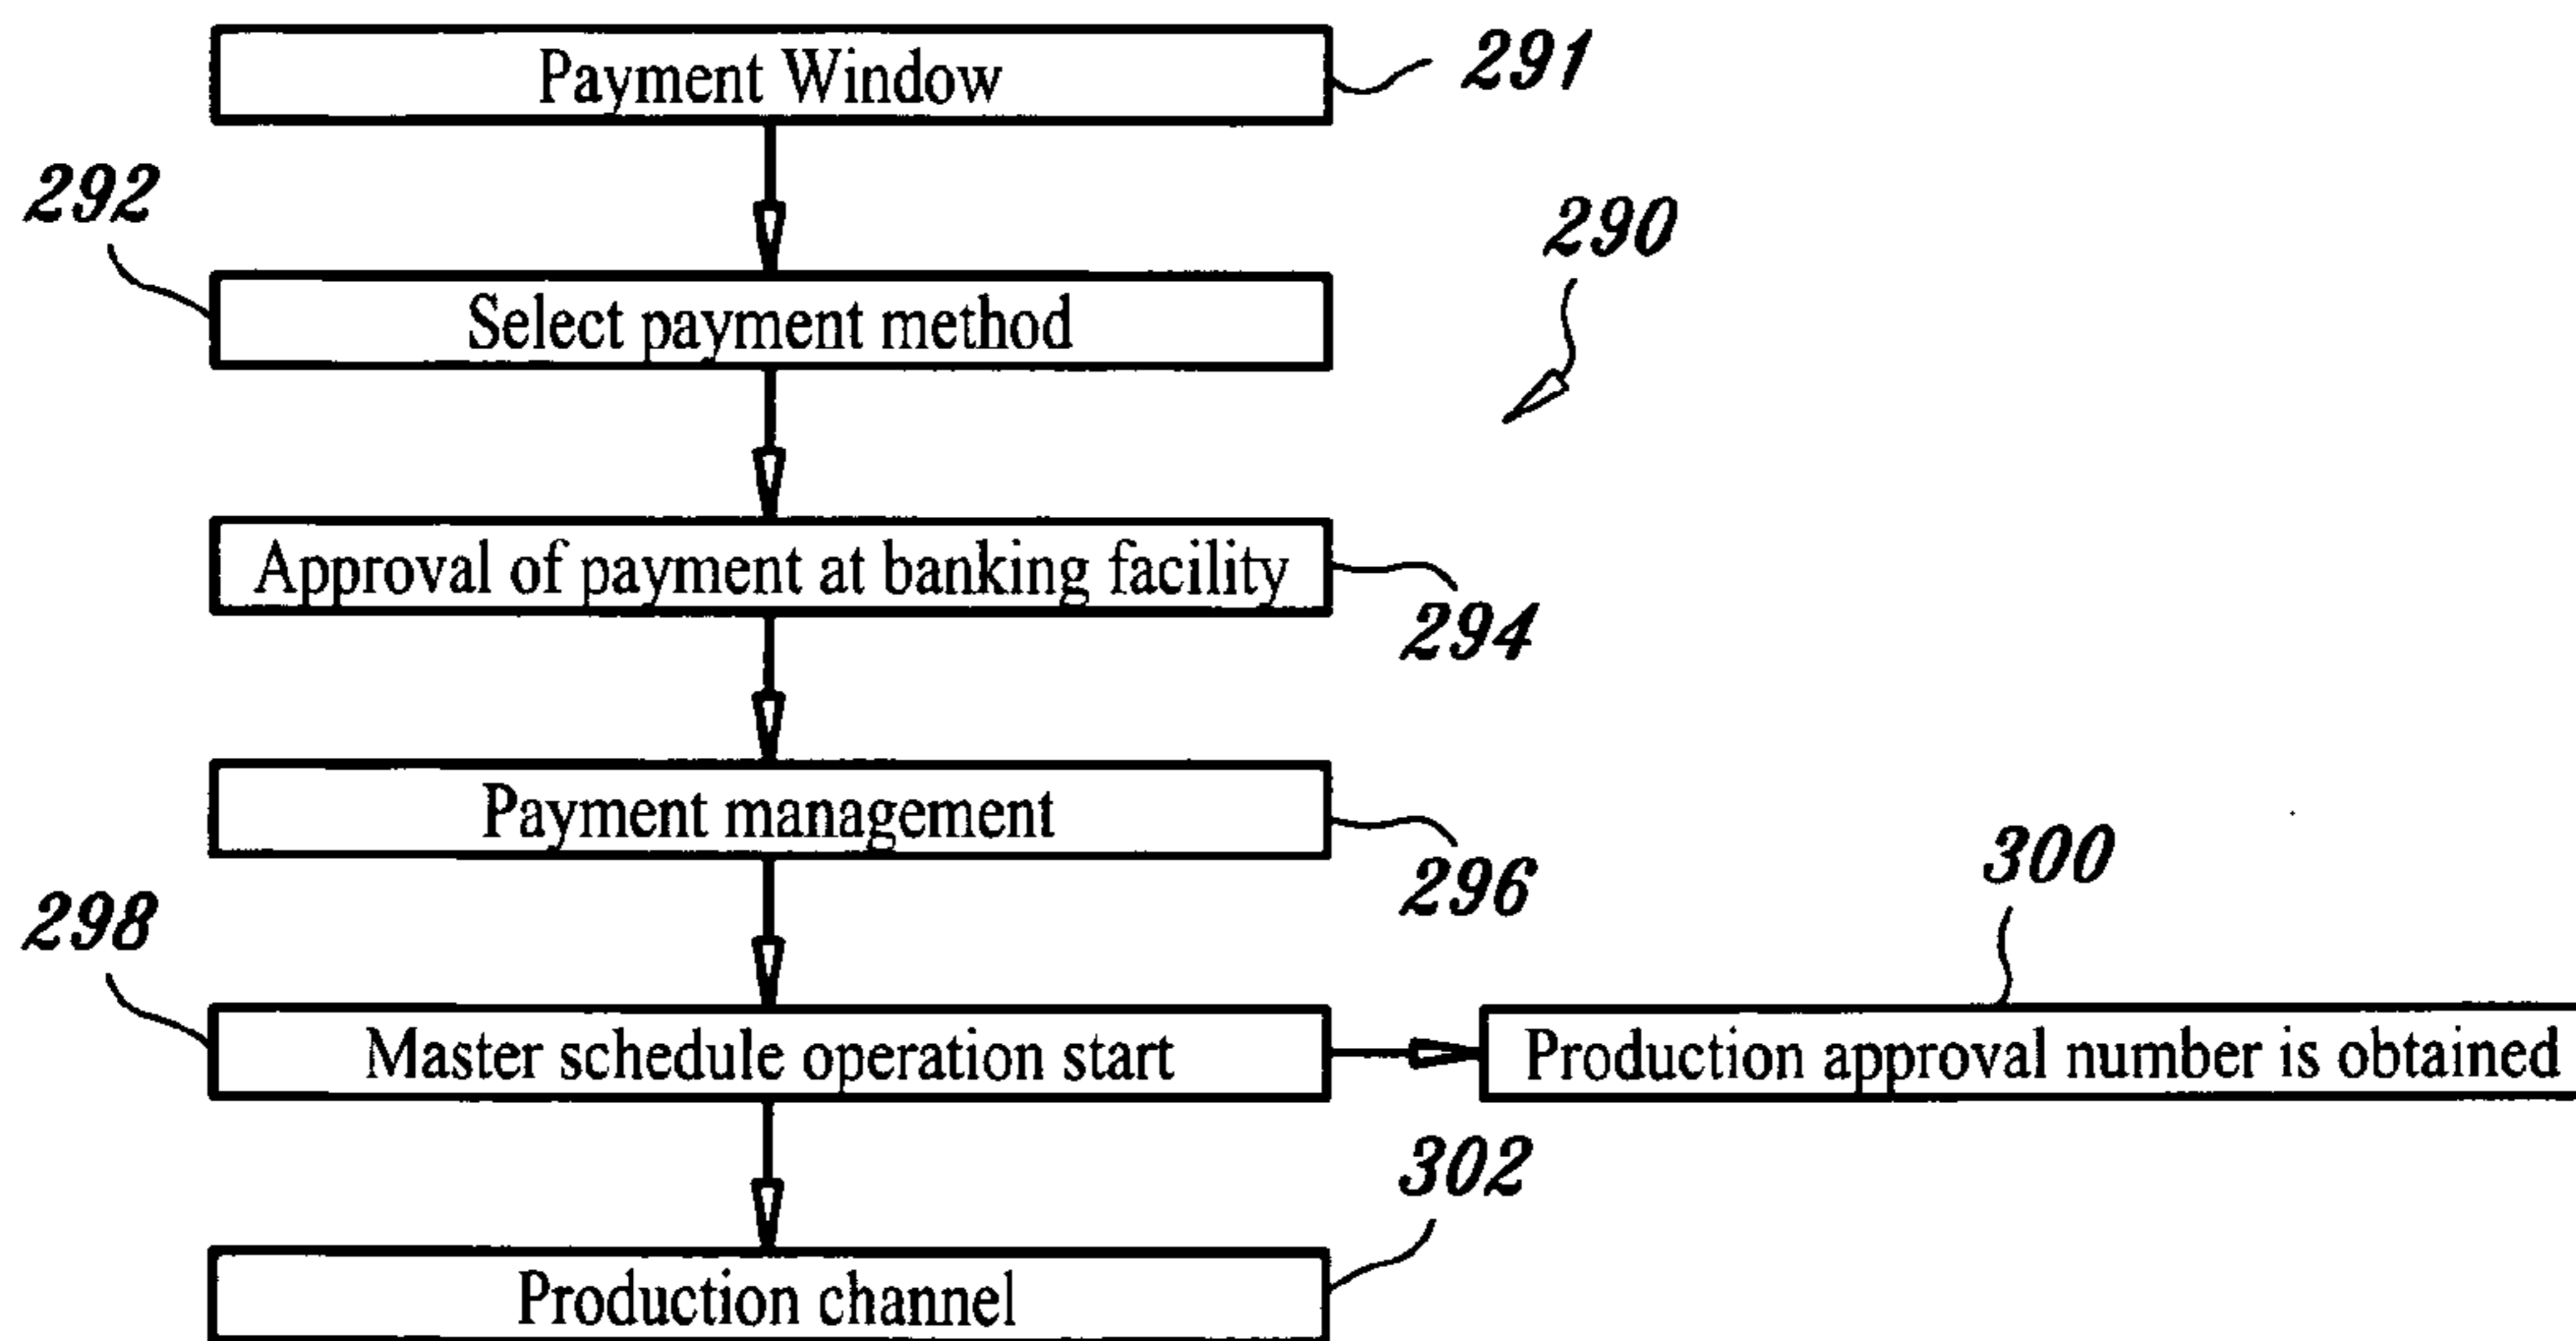 Payment Window
291
292
Select payment method
290
Approval of payment at banking facility
294
Payment management
296
298
Master schedule operation start
300
Production approval number is obtained
302
Production channel